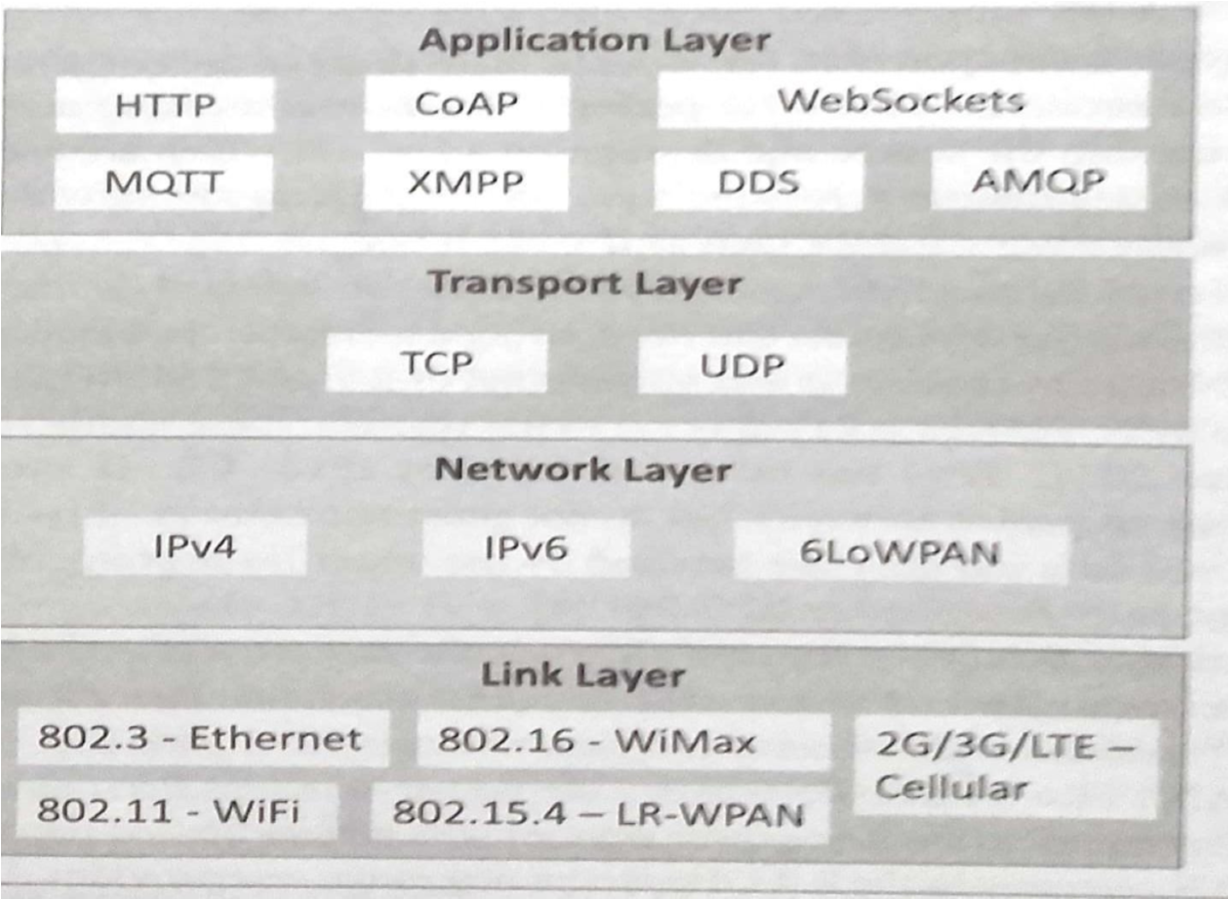 Application Layer
HTTP
CoAP
WebSockets
MQTT
XMPP
DDS
AMQP
Transport Layer
TCP
UDP
Network Layer
IPv4
IPv6
6LoWPAN
Link Layer
802.3 - Ethernet
802.16 - WiMax
2G/3G/LTE –
Cellular
802.11 - WiFi
802.15.4 – LR-WPAN